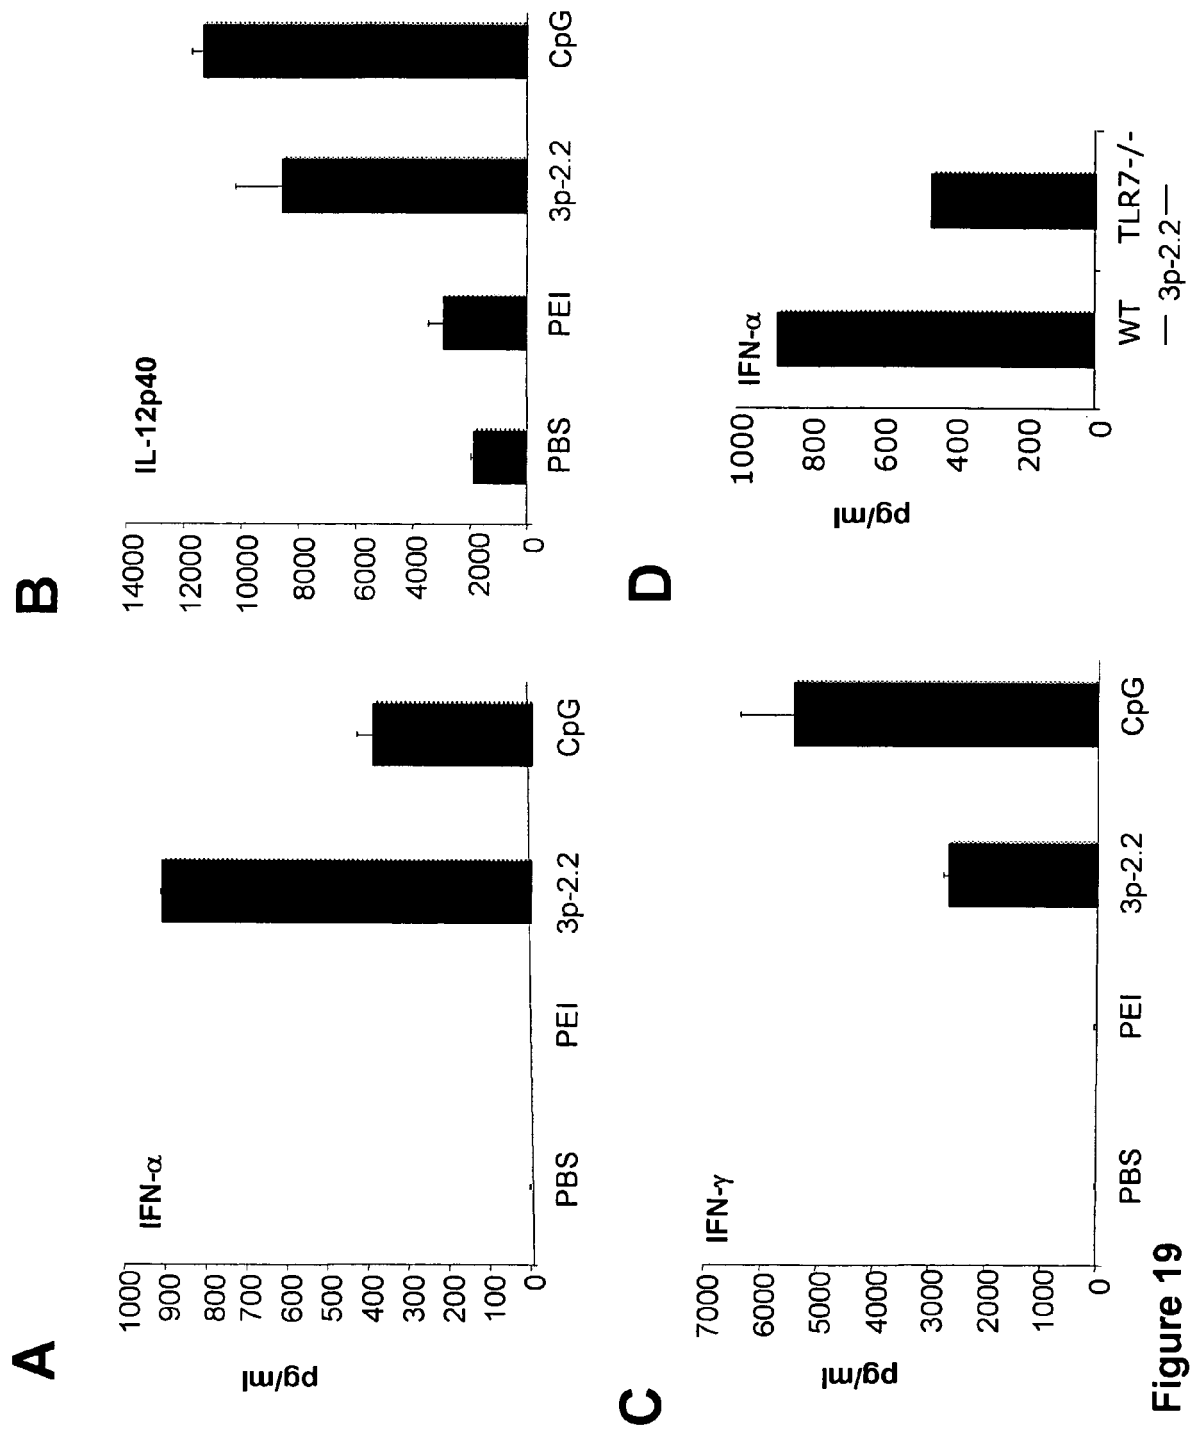 A
IFN-α
pg/ml
1000
900
800
700
600
500
400
300
200
100
0
PBS PEI 3p-2.2 CpG
B
IL-12p40
14000
12000
10000
8000
6000
4000
2000
0
PBS PEI 3p-2.2 CpG
C
IFN-γ
pg/ml
7000
6000
5000
4000
3000
2000
1000
0
PBS PEI 3p-2.2 CpG
D
IFN-α
pg/ml
1000
800
600
400
200
0
WT TLR7-/-
— 3p-2.2 —
Figure 19